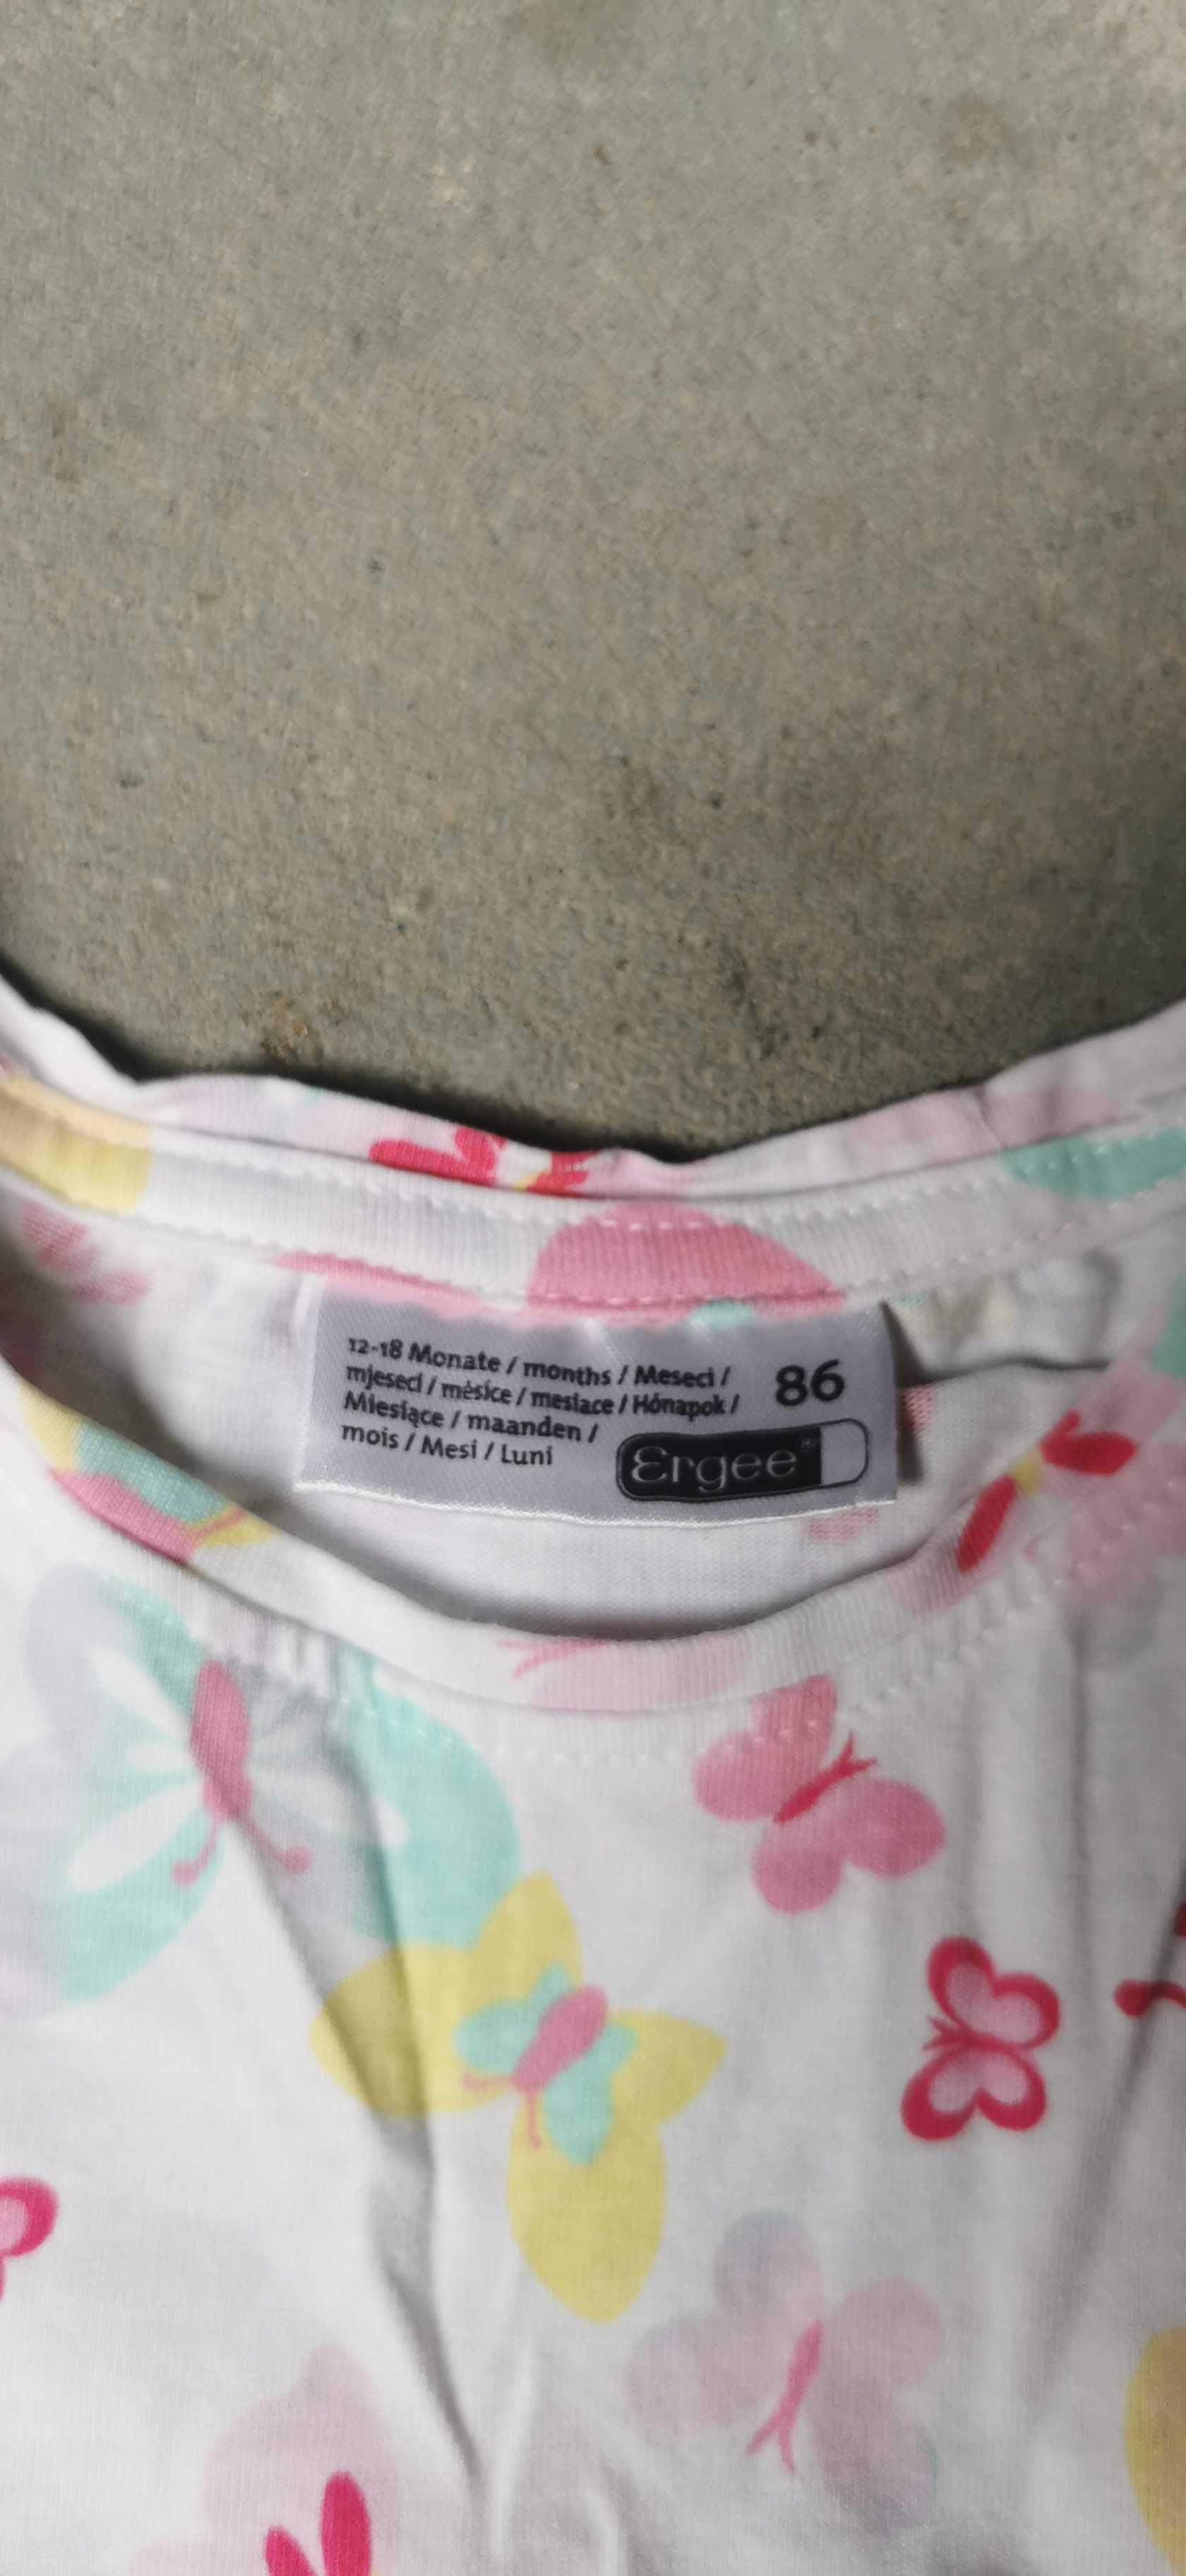 12-18 Monate / months / Meseci /
mjeseci / měsíce / mesiace / Hónapok /
Miesiące / maanden /
mois / Mesi / Luni
86
Ergee®